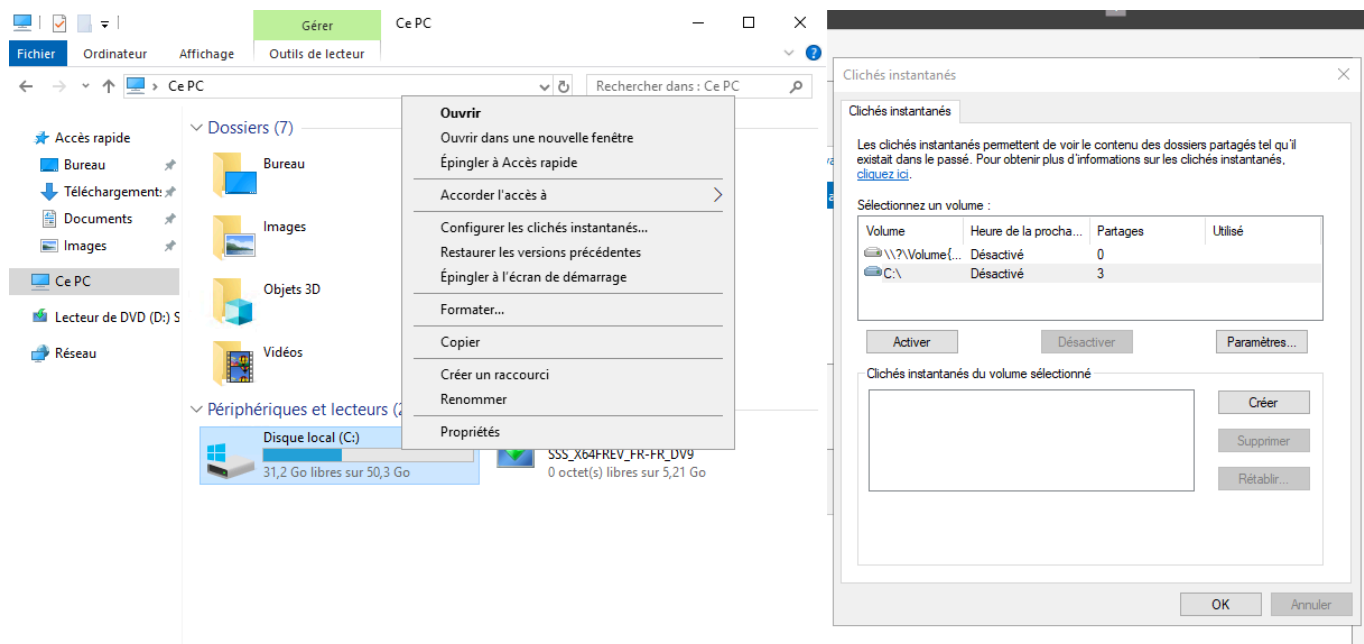 Gérer
Ce PC
Fichier
Ordinateur
Affichage
Outils de lecteur
Ce PC
Rechercher dans : Ce PC
Accès rapide
Bureau
Téléchargement:
Documents
Images
Ce PC
Lecteur de DVD (D:) S
Réseau
Dossiers (7)
Bureau
Images
Objets 3D
Vidéos
Périphériques et lecteurs (2
Disque local (C:)
31,2 Go libres sur 50,3 Go
SSS_X64FREV_FR-FR_DV9
0 octet(s) libres sur 5,21 Go
Ouvrir
Ouvrir dans une nouvelle fenêtre
Épingler à Accès rapide
Accorder l'accès à
Configurer les clichés instantanés...
Restaurer les versions précédentes
Épingler à l'écran de démarrage
Formater...
Copier
Créer un raccourci
Renommer
Propriétés
Clichés instantanés
Clichés instantanés
Les clichés instantanés permettent de voir le contenu des dossiers partagés tel qu'il
existait dans le passé. Pour obtenir plus d'informations sur les clichés instantanés,
cliquez ici.
Sélectionnez un volume :
Volume Heure de la procha... Partages Utilisé
\\?\Volume{... Désactivé 0
C:\ Désactivé 3
Activer
Désactiver
Paramètres...
Clichés instantanés du volume sélectionné
Créer
Supprimer
Rétablir...
OK
Annuler